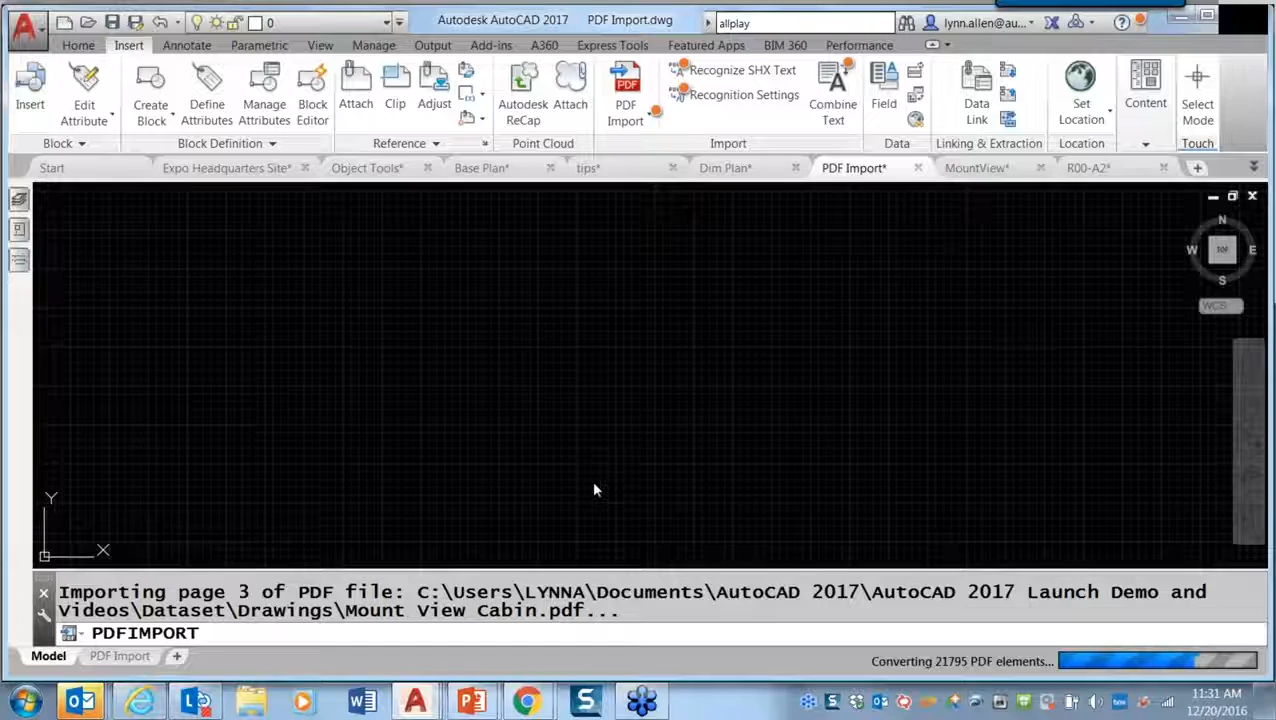 Autodesk AutoCAD 2017 PDF Import.dwg
allplay
lynn.allen@au...
Home Insert Annotate Parametric View Manage Output Add-ins A360 Express Tools Featured Apps BIM 360 Performance
Insert
Edit
Attribute
Create
Block
Define
Attributes
Manage
Attributes
Block
Editor
Attach
Clip
Adjust
Autodesk
ReCap
Attach
PDF
Import
Recognize SHX Text
Recognition Settings
Combine
Text
Field
Data
Link
Set
Location
Content
Select
Mode
Block Block Definition Reference Point Cloud Import Data Linking & Extraction Location Touch
Start Expo Headquarters Site* Object Tools* Base Plan* tips* Dim Plan* PDF Import* MountView* R00-A2*
N
W TOP E
S
WCS
Y
X
Importing page 3 of PDF file: C:\Users\LYNNA\Documents\AutoCAD 2017\AutoCAD 2017 Launch Demo and
Videos\Dataset\Drawings\Mount View Cabin.pdf...
PDFIMPORT
Model PDF Import
Converting 21795 PDF elements...
11:31 AM
12/20/2016